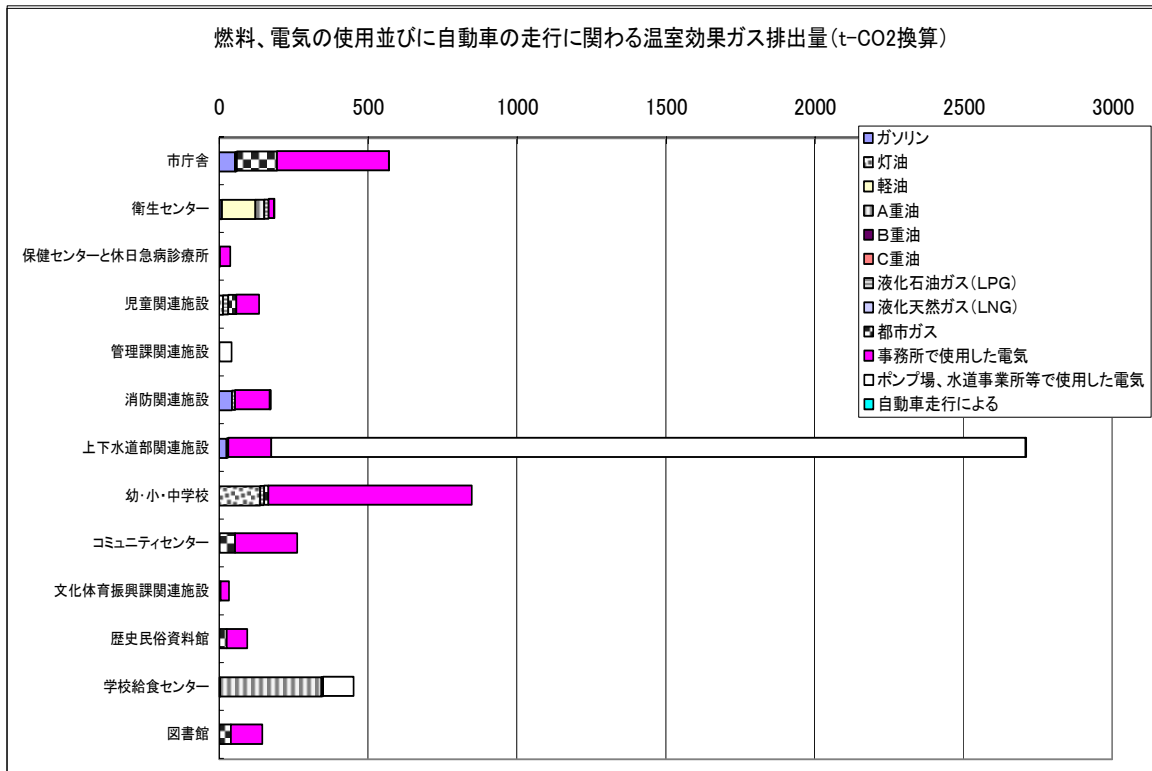 燃料、電気の使用並びに自動車の走行に関わる温室効果ガス排出量(t-CO2換算)
0 500 1000 1500 2000 2500 3000
市庁舎
衛生センター
保健センターと休日急病診療所
児童関連施設
管理課関連施設
消防関連施設
上下水道部関連施設
幼・小・中学校
コミュニティセンター
文化体育振興課関連施設
歴史民俗資料館
学校給食センター
図書館
ガソリン
灯油
軽油
A重油
B重油
C重油
液化石油ガス(LPG)
液化天然ガス(LNG)
都市ガス
事務所で使用した電気
ポンプ場、水道事業所等で使用した電気
自動車走行による